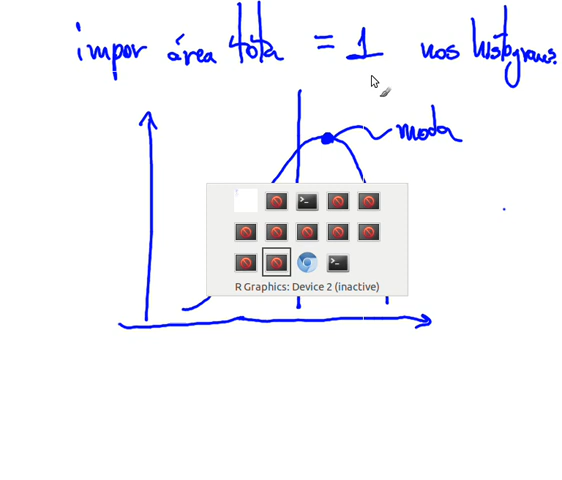 impor área total = 1 nos histogramas?
moda
R Graphics: Device 2 (inactive)